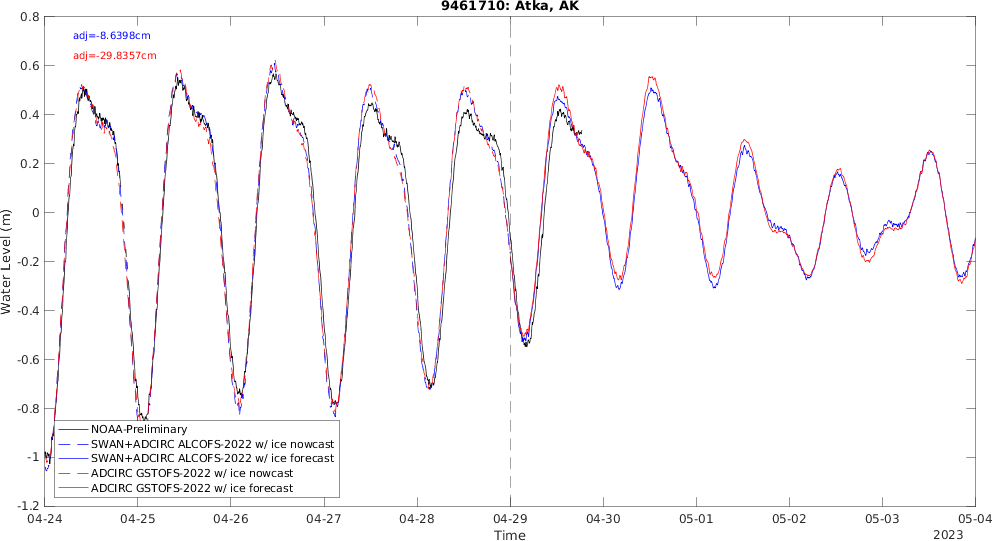 9461710: Atka, AK
adj=-8.6398cm
adj=-29.8357cm
0.8
0.6
0.4
0.2
0
-0.2
-0.4
-0.6
-0.8
-1
-1.2
Water Level (m)
NOAA-Preliminary
SWAN+ADCIRC ALCOFS-2022 w/ ice nowcast
SWAN+ADCIRC ALCOFS-2022 w/ ice forecast
ADCIRC GSTOFS-2022 w/ ice nowcast
ADCIRC GSTOFS-2022 w/ ice forecast
04-24 04-25 04-26 04-27 04-28 04-29 04-30 05-01 05-02 05-03 05-04
Time
2023